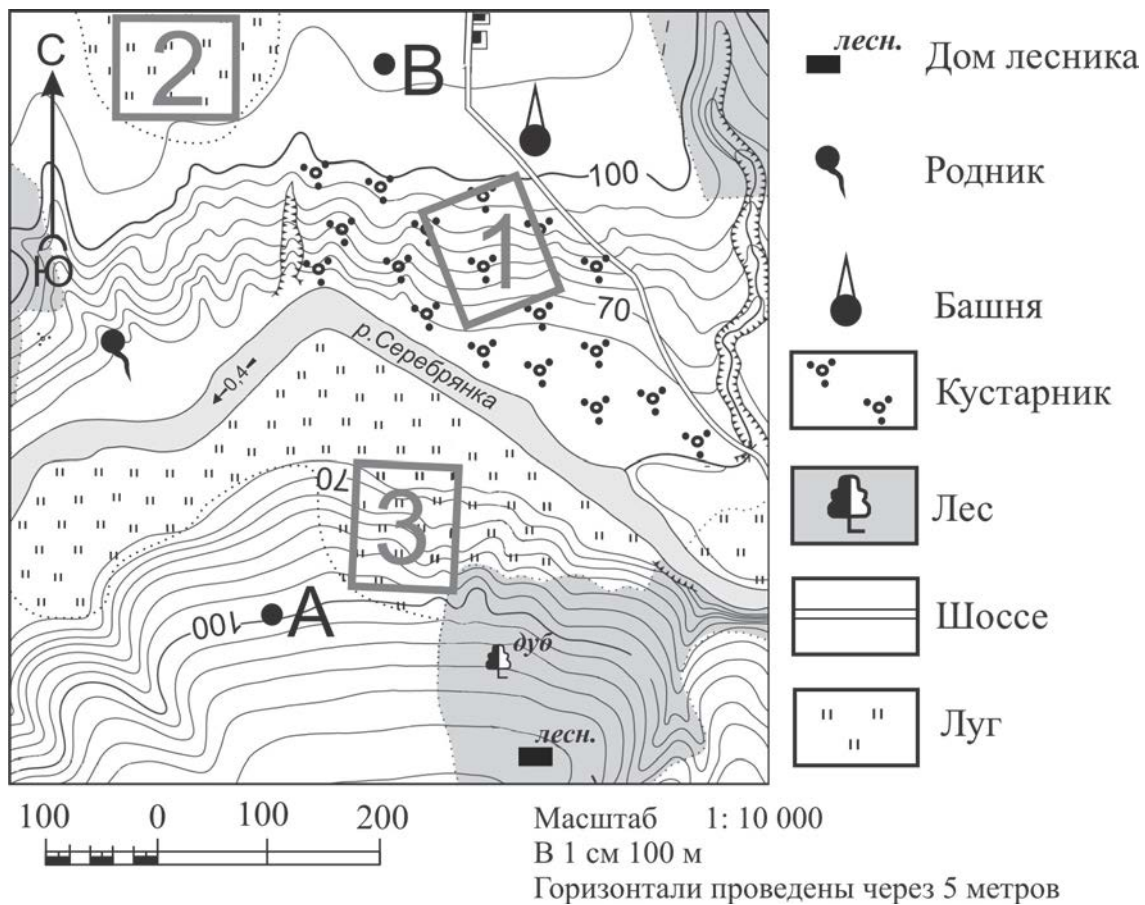 С
2
В
лесн.
Дом лесника
Родник
100
1
Ю
Башня
70
р.Серебрянка
0,4
Кустарник
70
3
Лес
100
А
дуб
Шоссе
лесн.
Луг
100 0 100 200
Масштаб 1: 10 000
В 1 см 100 м
Горизонтали проведены через 5 метров